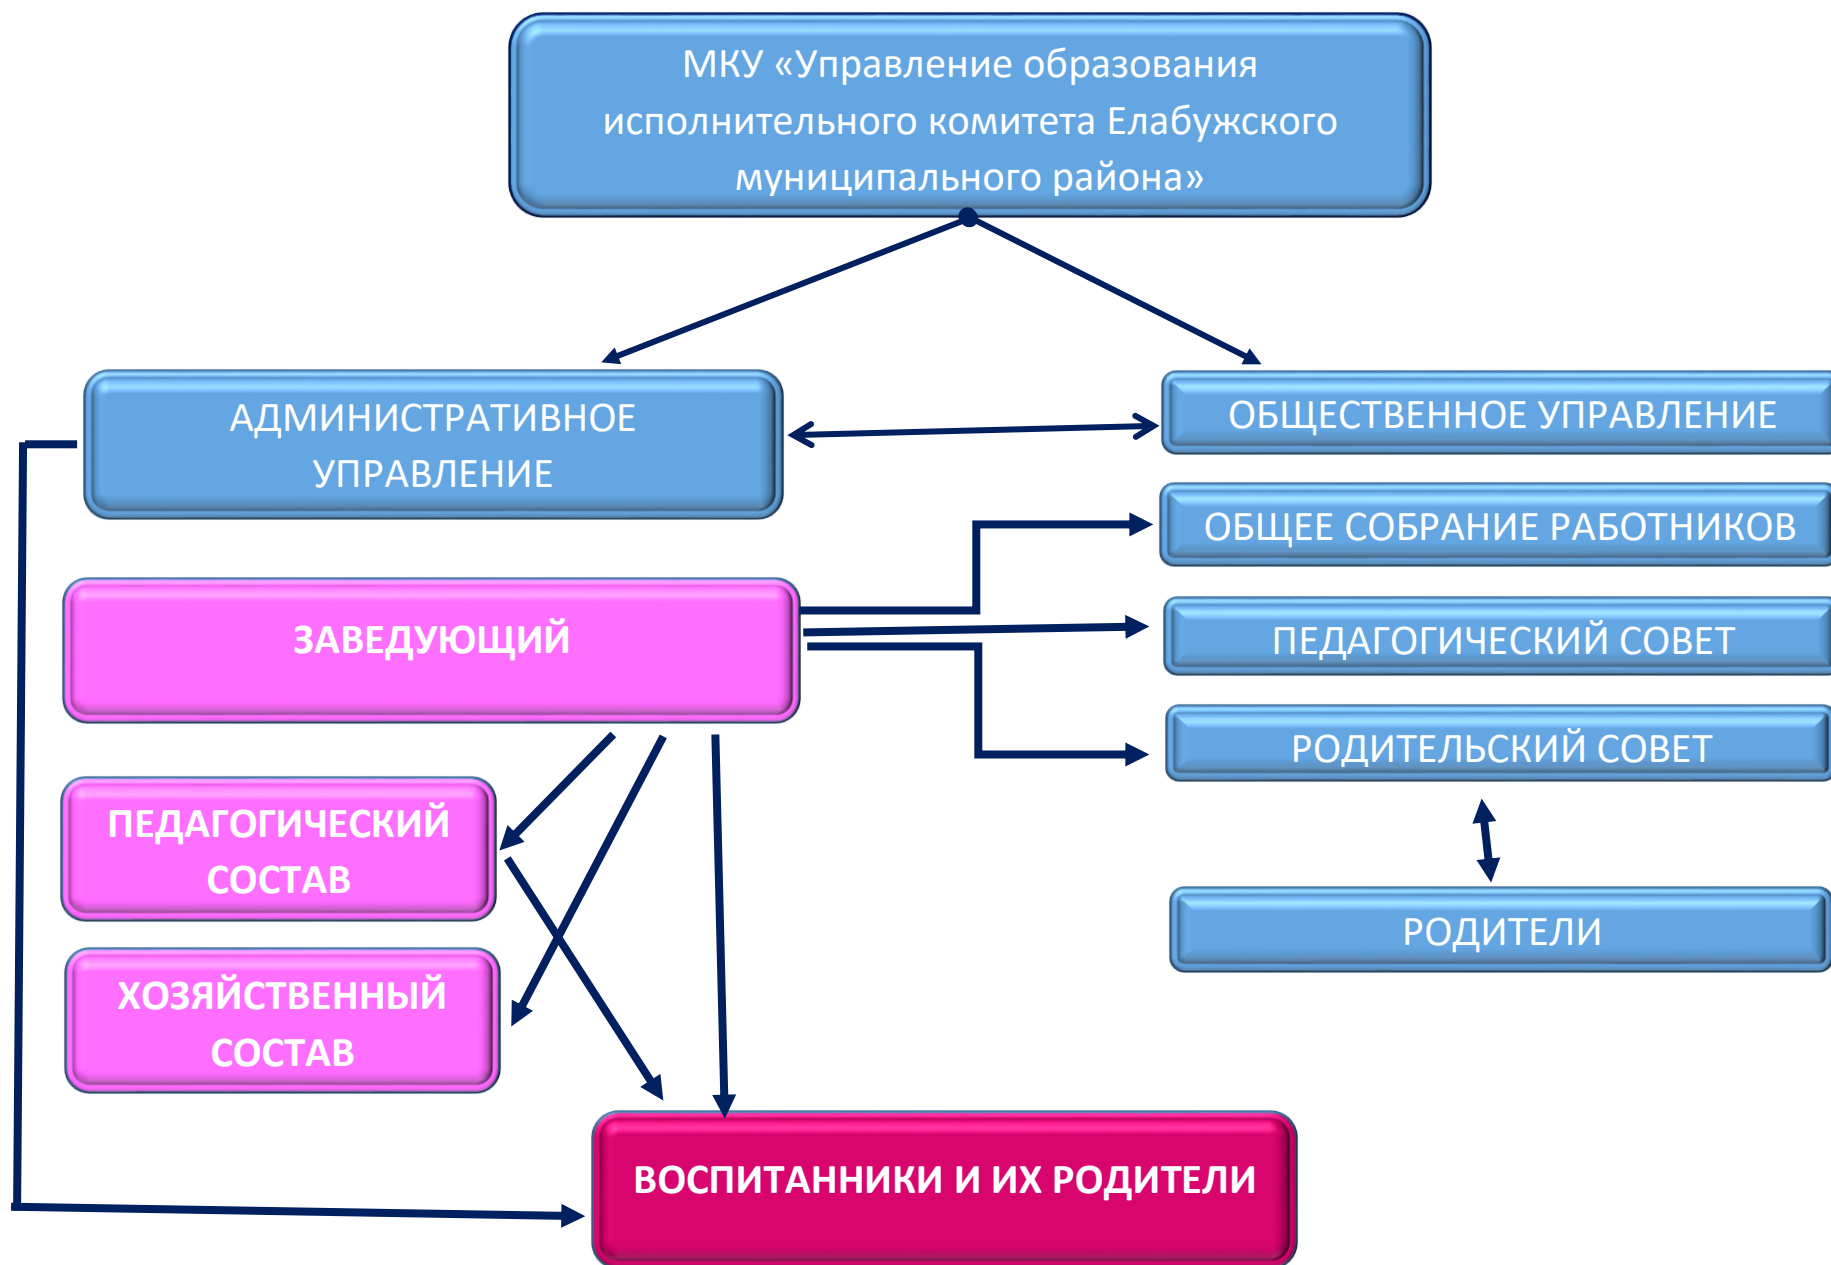 МКУ «Управление образования
исполнительного комитета Елабужского
муниципального района»
АДМИНИСТРАТИВНОЕ
УПРАВЛЕНИЕ
ОБЩЕСТВЕННОЕ УПРАВЛЕНИЕ
ОБЩЕЕ СОБРАНИЕ РАБОТНИКОВ
ЗАВЕДУЮЩИЙ
ПЕДАГОГИЧЕСКИЙ СОВЕТ
РОДИТЕЛЬСКИЙ СОВЕТ
ПЕДАГОГИЧЕСКИЙ
СОСТАВ
РОДИТЕЛИ
ХОЗЯЙСТВЕННЫЙ
СОСТАВ
ВОСПИТАННИКИ И ИХ РОДИТЕЛИ